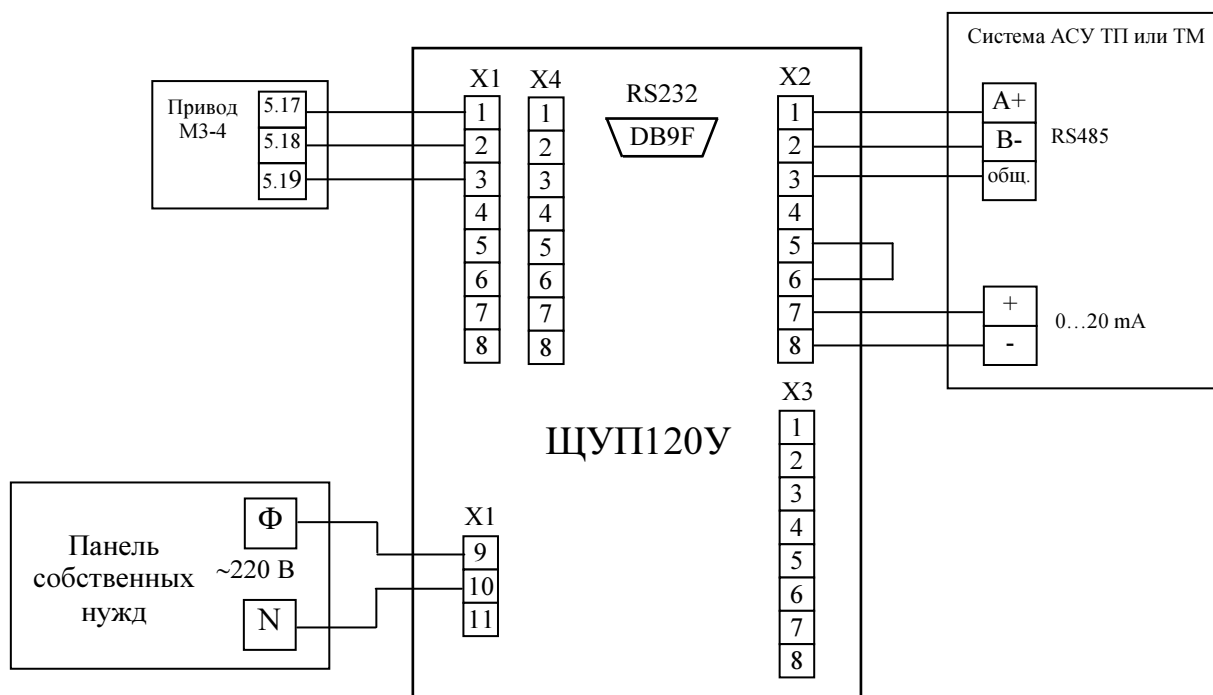 Система АСУ ТП или ТМ
X1
X4
X2
RS232
DB9F
Привод
М3-4
5.17
5.18
5.19
1
2
3
4
5
6
7
8
1
2
3
4
5
6
7
8
1
2
3
4
5
6
7
8
A+
B-
общ.
RS485
+
-
0…20 mA
X3
1
2
3
4
5
6
7
8
ЩУП120У
Панель
собственных
нужд
Ф
~220 В
N
X1
9
10
11